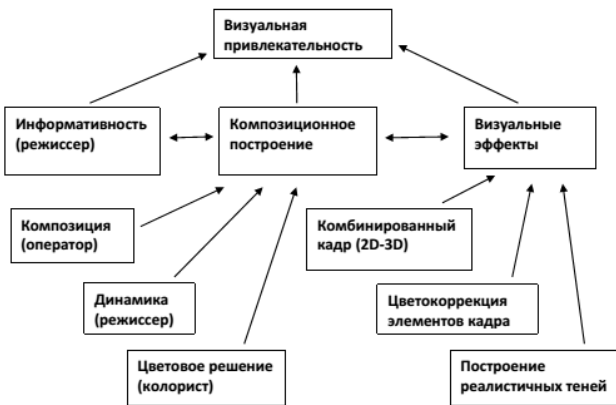 Визуальная
привлекательность
Информативность
(режиссер)
Композиционное
построение
Визуальные
эффекты
Композиция
(оператор)
Комбинированный
кадр (2D-3D)
Динамика
(режиссер)
Цветокоррекция
элементов кадра
Цветовое решение
(колорист)
Построение
реалистичных теней